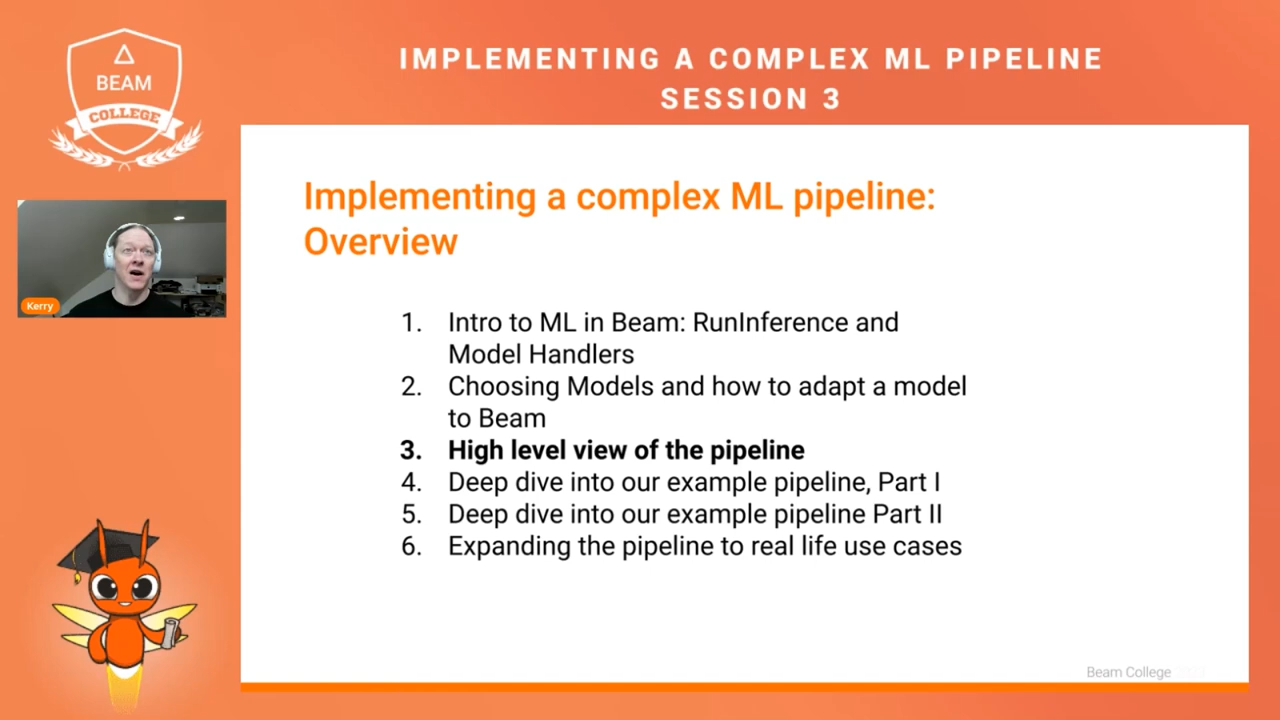 BEAM
COLLEGE
IMPLEMENTING A COMPLEX ML PIPELINE
SESSION 3
Kerry
Implementing a complex ML pipeline:
Overview
1. Intro to ML in Beam: RunInference and
Model Handlers
2. Choosing Models and how to adapt a model
to Beam
3. High level view of the pipeline
4. Deep dive into our example pipeline, Part I
5. Deep dive into our example pipeline Part II
6. Expanding the pipeline to real life use cases
Beam College